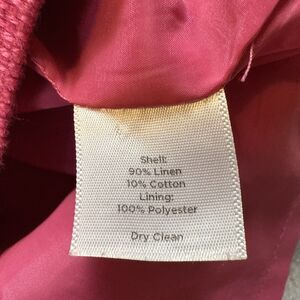 Shell:
90% Linen
10% Cotton
Lining:
100% Polyester
Dry Clean